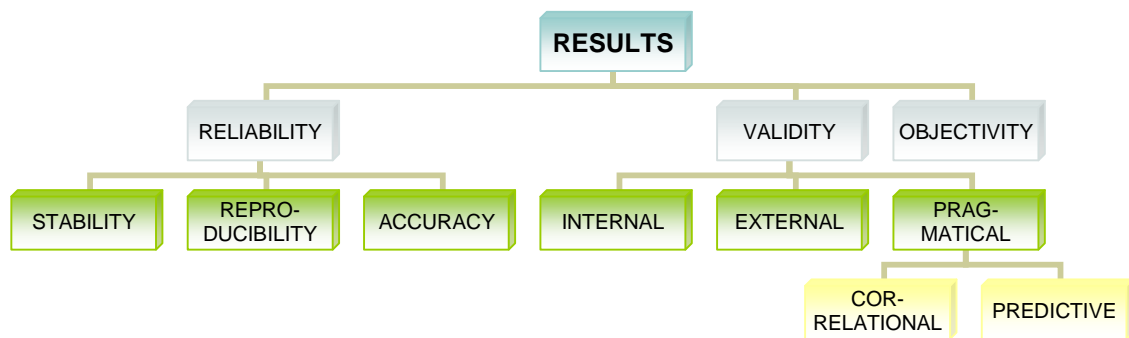 RESULTS
RELIABILITY
VALIDITY
OBJECTIVITY
STABILITY
REPRO-
DUCIBILITY
ACCURACY
INTERNAL
EXTERNAL
PRAG-
MATICAL
COR-
RELATIONAL
PREDICTIVE